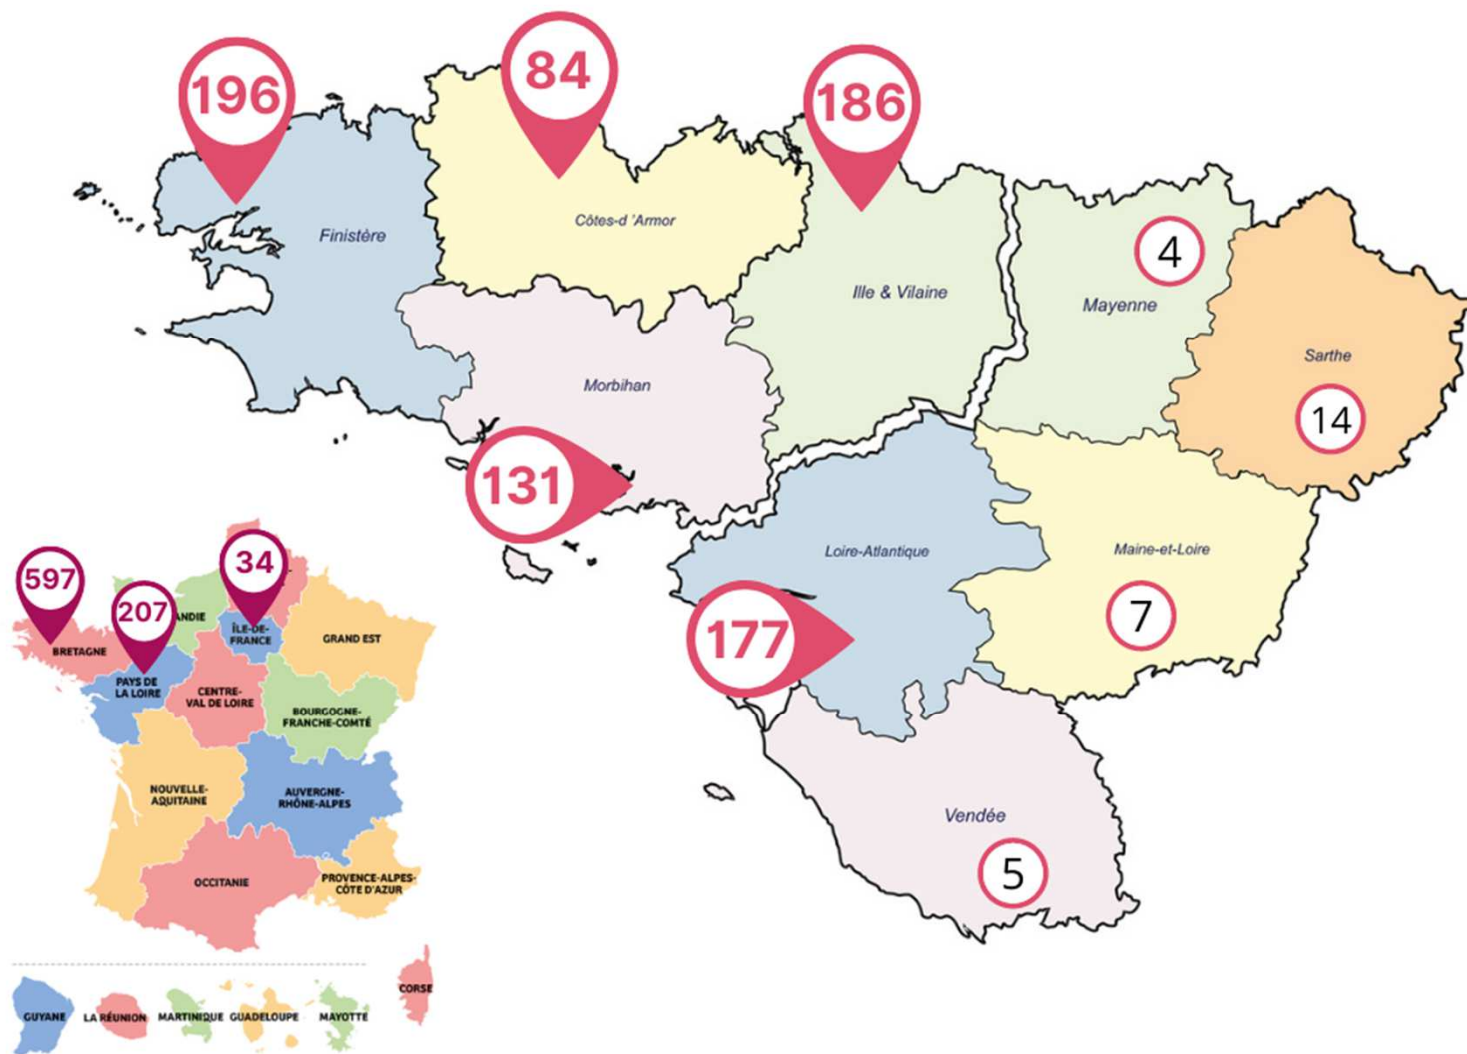 196
84
186
Finistère
Côtes-d 'Armor
Ille & Vilaine
4
Mayenne
Sarthe
14
Morbihan
131
Loire-Atlantique
Maine-et-Loire
7
177
Vendée
5
597
207
34
ANDIE
ÎLE-DE-
FRANCE
GRAND EST
BRETAGNE
PAYS DE
LA LOIRE
CENTRE-
VAL DE LOIRE
BOURGOGNE-
FRANCHE-COMTÉ
NOUVELLE-
AQUITAINE
AUVERGNE-
RHÔNE-ALPES
OCCITANIE
PROVENCE-ALPES-
CÔTE D'AZUR
CORSE
GUYANE
LA RÉUNION
MARTINIQUE
GUADELOUPE
MAYOTTE